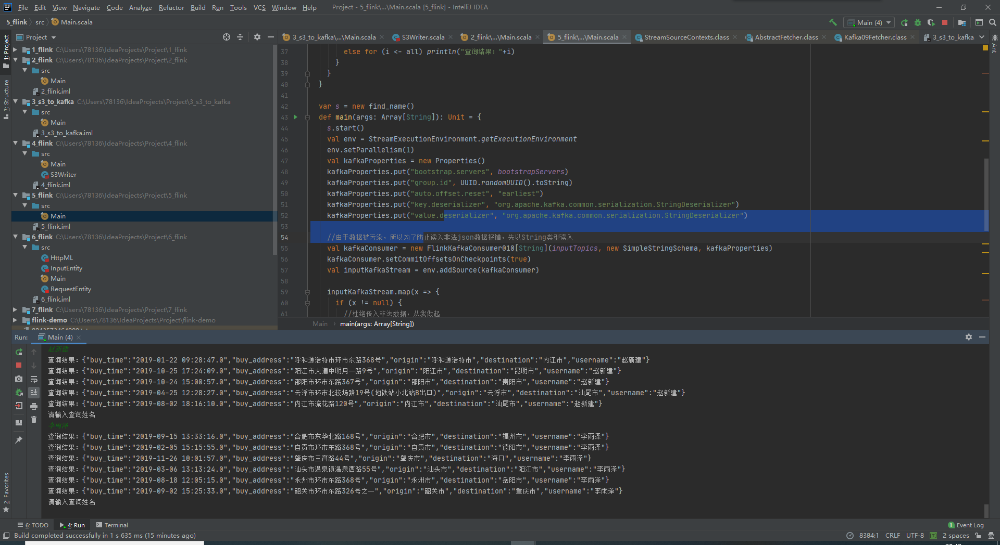 File Edit View Navigate Code Analyze Refactor Build Run Tools VCS Window Help Project - 5_flink\...\Main.scala [5_flink] - IntelliJ IDEA
5_flink src Main.scala
Main (4)
Project
3_s3_to_kafka\...\Main.scala S3Writer.scala 2_flink\...\Main.scala 5_flink\...\Main.scala StreamSourceContexts.class AbstractFetcher.class Kafka09Fetcher.class 3_s3_to_kafka
1: Project
7: Structure
2: Favorites
Ant
1_flink C:\Users\78136\IdeaProjects\Project\1_flink
2_flink C:\Users\78136\IdeaProjects\Project\2_flink
src
Main
2_flink.iml
3_s3_to_kafka C:\Users\78136\IdeaProjects\Project\3_s3_to_kafka
src
Main
3_s3_to_kafka.iml
4_flink C:\Users\78136\IdeaProjects\Project\4_flink
src
Main
S3Writer
4_flink.iml
5_flink C:\Users\78136\IdeaProjects\Project\5_flink
src
Main
5_flink.iml
6_flink C:\Users\78136\IdeaProjects\Project\6_flink
src
HttpML
InputEntity
Main
RequestEntity
6_flink.iml
7_flink C:\Users\78136\IdeaProjects\Project\7_flink
flink-demo C:\Users\78136\IdeaProjects\Project\flink-demo
37 else for (i <- all) println("查询结果："+i)
38 }
39 }
40 }
41
42 var s = new find_name()
43 def main(args: Array[String]): Unit = {
44 s.start()
45 val env = StreamExecutionEnvironment.getExecutionEnvironment
46 env.setParallelism(1)
47 val kafkaProperties = new Properties()
48 kafkaProperties.put("bootstrap.servers", bootstrapServers)
49 kafkaProperties.put("group.id", UUID.randomUUID().toString)
50 kafkaProperties.put("auto.offset.reset", "earliest")
51 kafkaProperties.put("key.deserializer", "org.apache.kafka.common.serialization.StringDeserializer")
52 kafkaProperties.put("value.deserializer", "org.apache.kafka.common.serialization.StringDeserializer")
53
54 //由于数据被污染，所以为了防止读入非法json数据报错，先以String类型读入
55 val kafkaConsumer = new FlinkKafkaConsumer010[String](inputTopics, new SimpleStringSchema, kafkaProperties)
56 kafkaConsumer.setCommitOffsetsOnCheckpoints(true)
57 val inputKafkaStream = env.addSource(kafkaConsumer)
58
59 inputKafkaStream.map(x => {
60 if (x != null) {
61 //杜绝传入非法数据，从我做起
Main main(args: Array[String])
Run: Main (4)
赵新建
查询结果：{"buy_time":"2019-01-22 09:28:47.0","buy_address":"呼和源浩特市环市东路368号","origin":"呼和源浩特市","destination":"内江市","username":"赵新建"}
查询结果：{"buy_time":"2019-10-25 17:24:09.0","buy_address":"阳江市大道中明月一路9号","origin":"阳江市","destination":"昆明市","username":"赵新建"}
查询结果：{"buy_time":"2019-10-24 15:00:57.0","buy_address":"邵阳市环市东路367号","origin":"邵阳市","destination":"贵阳市","username":"赵新建"}
查询结果：{"buy_time":"2019-04-25 12:28:27.0","buy_address":"云浮市环市北较场路19号(地铁站小北站B出口)","origin":"云浮市","destination":"汕尾市","username":"赵新建"}
查询结果：{"buy_time":"2019-08-02 18:16:10.0","buy_address":"内江市流花路120号","origin":"内江市","destination":"汕尾市","username":"赵新建"}
请输入查询姓名
李雨泽
查询结果：{"buy_time":"2019-09-15 13:33:16.0","buy_address":"合肥市东华北路168号","origin":"合肥市","destination":"福州市","username":"李雨泽"}
查询结果：{"buy_time":"2019-02-05 15:15:55.0","buy_address":"自贡市环市东路368号","origin":"自贡市","destination":"德阳市","username":"李雨泽"}
查询结果：{"buy_time":"2019-11-26 10:01:57.0","buy_address":"肇庆市三育路44号","origin":"肇庆市","destination":"海口","username":"李雨泽"}
查询结果：{"buy_time":"2019-03-06 13:13:24.0","buy_address":"汕头市温泉镇温泉西路55号","origin":"汕头市","destination":"阳江市","username":"李雨泽"}
查询结果：{"buy_time":"2019-08-18 12:05:15.0","buy_address":"永州市环市东路368号","origin":"永州市","destination":"岳阳市","username":"李雨泽"}
查询结果：{"buy_time":"2019-09-02 15:25:33.0","buy_address":"韶关市环市东路326号之一","origin":"韶关市","destination":"重庆市","username":"李雨泽"}
请输入查询姓名
6: TODO 4: Run Terminal 1 Event Log
Build completed successfully in 1 s 635 ms (15 minutes ago) 8384:1 CRLF UTF-8 2 spaces